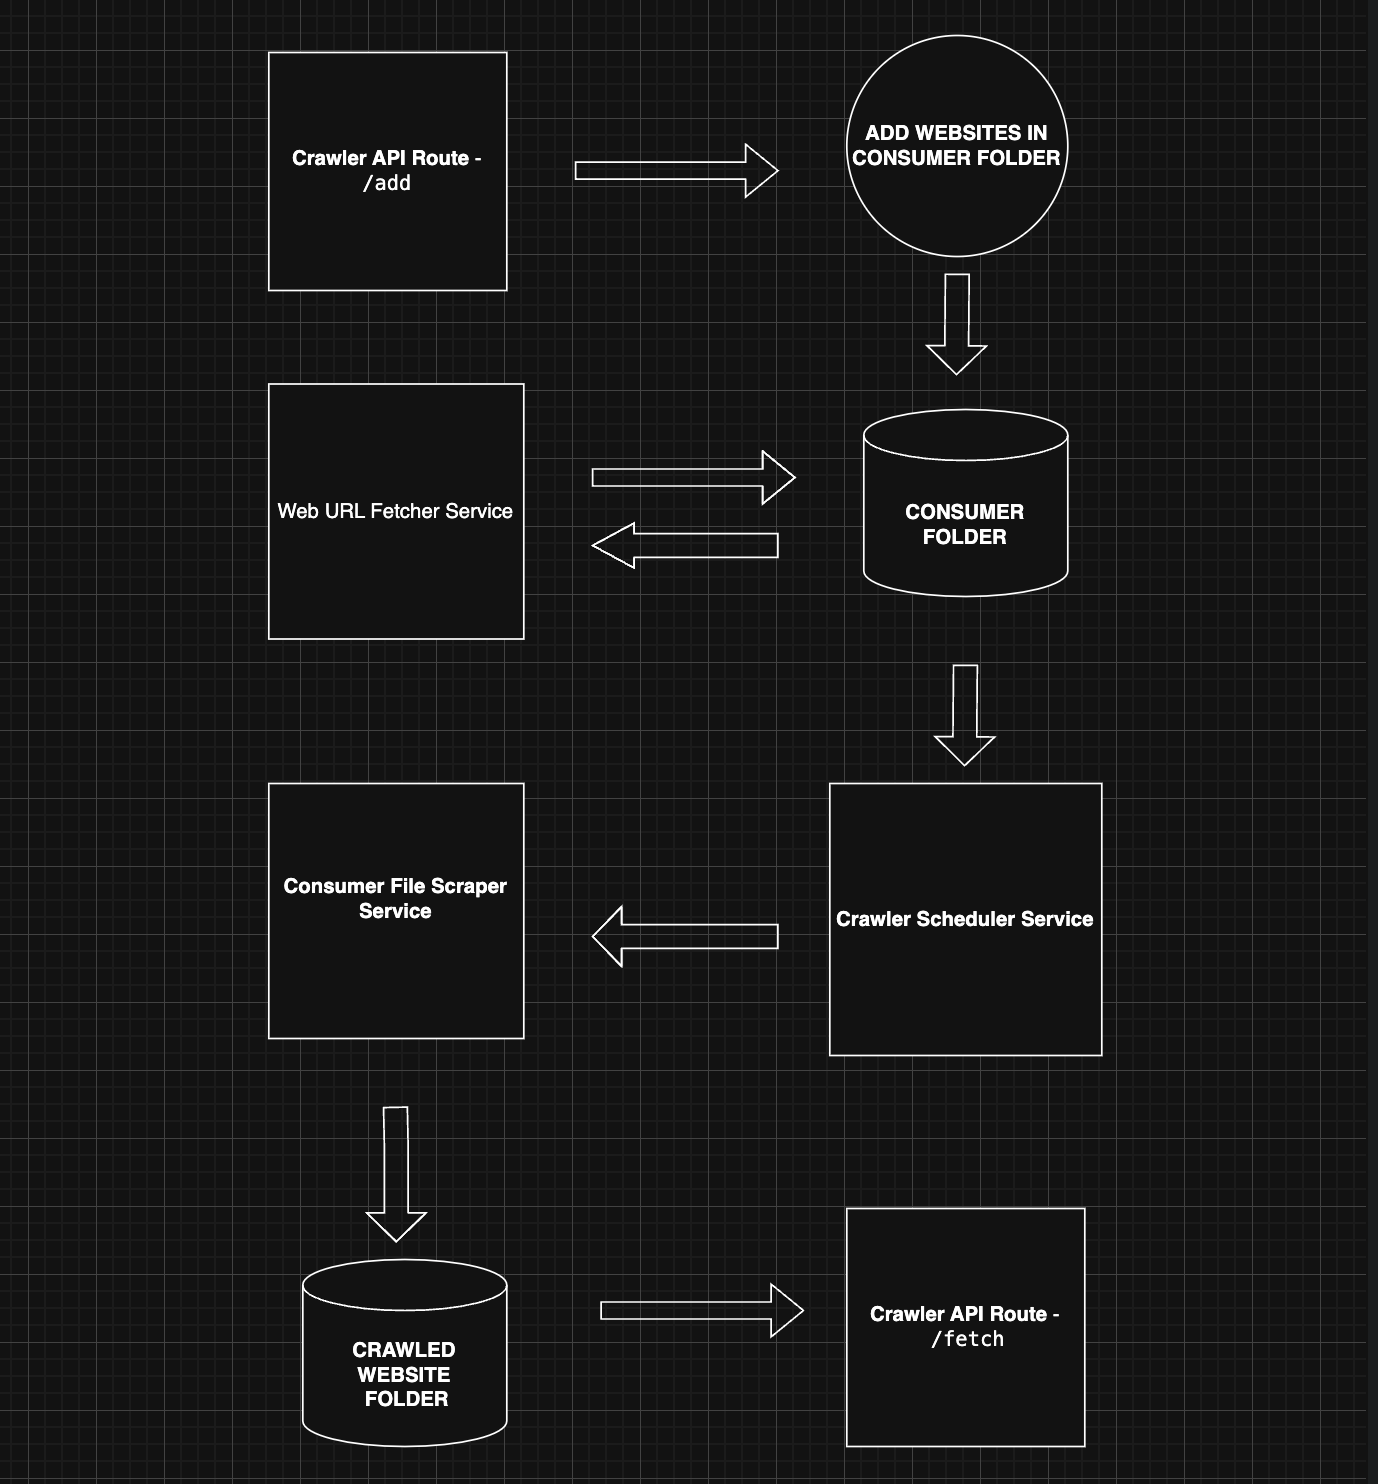 Crawler API Route -
/add
ADD WEBSITES IN
CONSUMER FOLDER
Web URL Fetcher Service
CONSUMER
FOLDER
Consumer File Scraper
Service
Crawler Scheduler Service
CRAWLED
WEBSITE
FOLDER
Crawler API Route -
/fetch